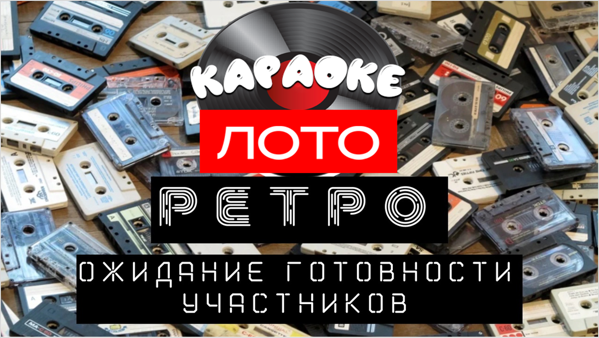 КАРАОКЕ
ЛОТО
РЕТРО
ОЖИДАНИЕ ГОТОВНОСТИ
УЧАСТНИКОВ